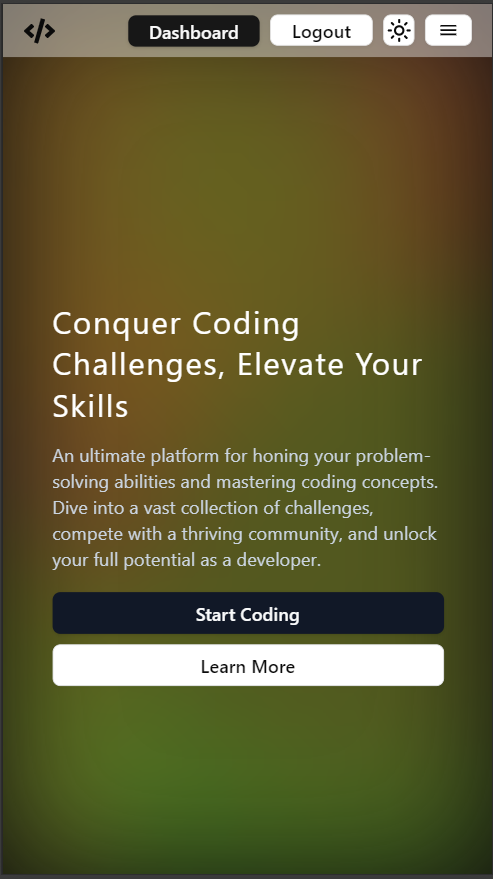 </>
Dashboard Logout
Conquer Coding
Challenges, Elevate Your
Skills
An ultimate platform for honing your problem-
solving abilities and mastering coding concepts.
Dive into a vast collection of challenges,
compete with a thriving community, and unlock
your full potential as a developer.
Start Coding
Learn More